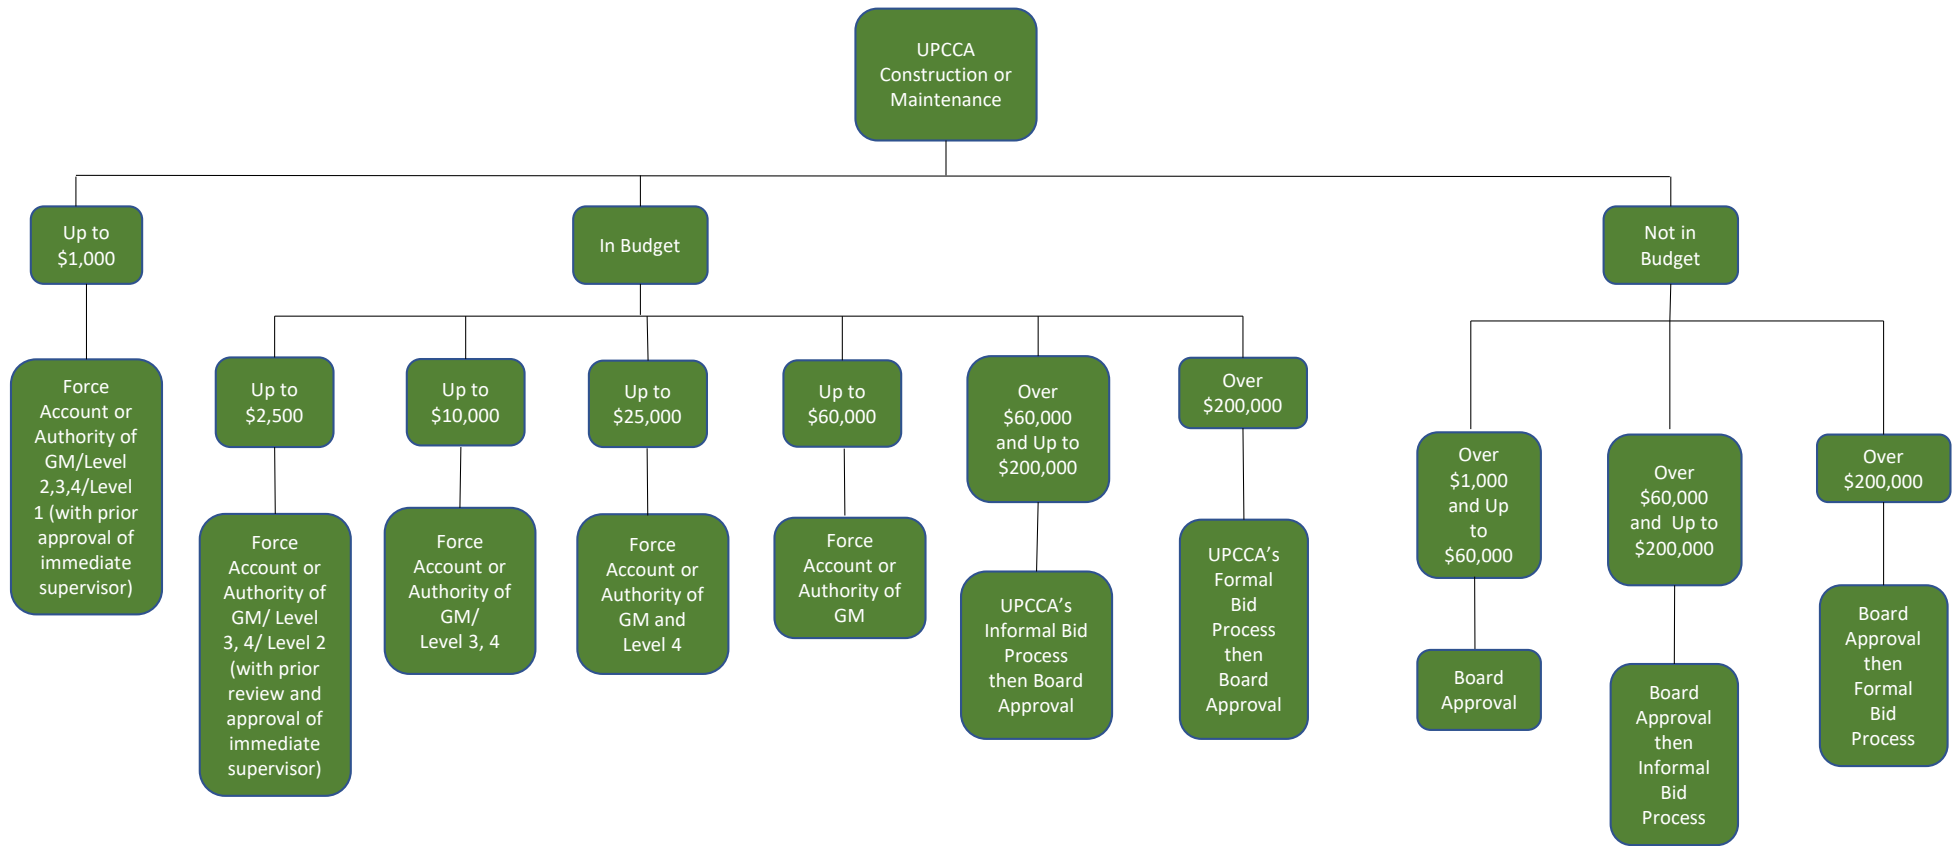 UPCCA
Construction or
Maintenance
Up to
$1,000
In Budget
Not in
Budget
Force
Account or
Authority of
GM/Level
2,3,4/Level
1 (with prior
approval of
immediate
supervisor)
Up to
$2,500
Up to
$10,000
Up to
$25,000
Up to
$60,000
Over
$60,000
and Up to
$200,000
Over
$200,000
Over
$1,000
and Up
to
$60,000
Over
$60,000
and  Up to
$200,000
Over
$200,000
Force
Account or
Authority of
GM/ Level
3, 4/ Level 2
(with prior
review and
approval of
immediate
supervisor)
Force
Account or
Authority of
GM/
Level 3, 4
Force
Account or
Authority of
GM and
Level 4
Force
Account or
Authority of
GM
UPCCA’s
Informal Bid
Process
then Board
Approval
UPCCA’s
Formal
Bid
Process
then
Board
Approval
Board
Approval
Board
Approval
then
Informal
Bid
Process
Board
Approval
then
Formal
Bid
Process